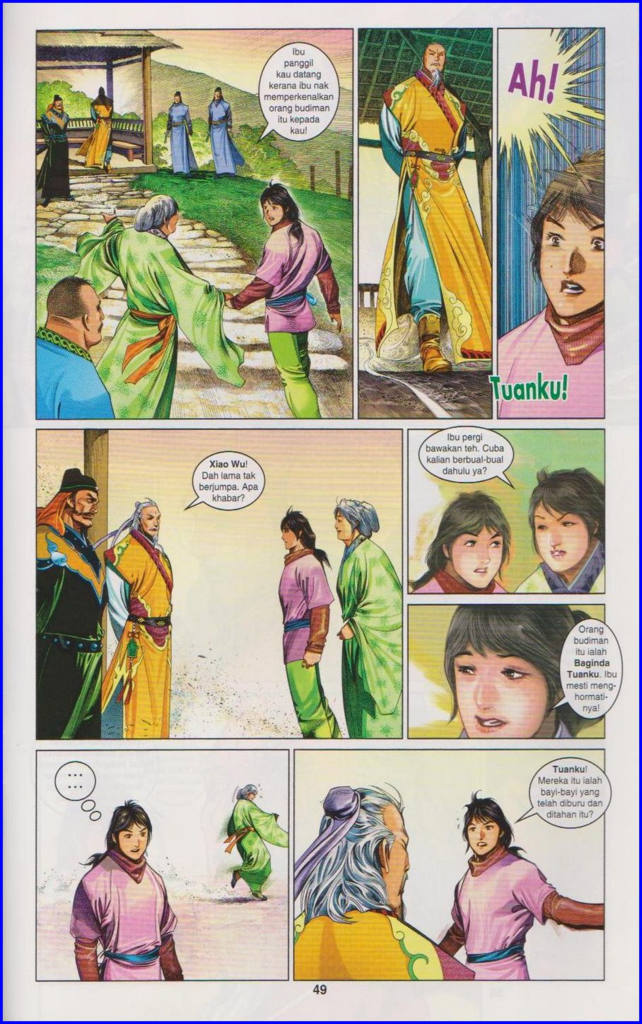 Ibu
panggil
kau datang
kerana ibu nak
memperkenalkan
orang budiman
itu kepada
kau!
Ah!
Tuanku!
Xiao Wu!
Dah lama tak
berjumpa. Apa
khabar?
Ibu pergi
bawakan teh. Cuba
kalian berbual-bual
dahulu ya?
Orang
budiman
itu ialah
Baginda
Tuanku. Ibu
mesti meng-
hormati-
nya!
...
...
Tuanku!
Mereka itu ialah
bayi-bayi yang
telah diburu dan
ditahan itu?
49